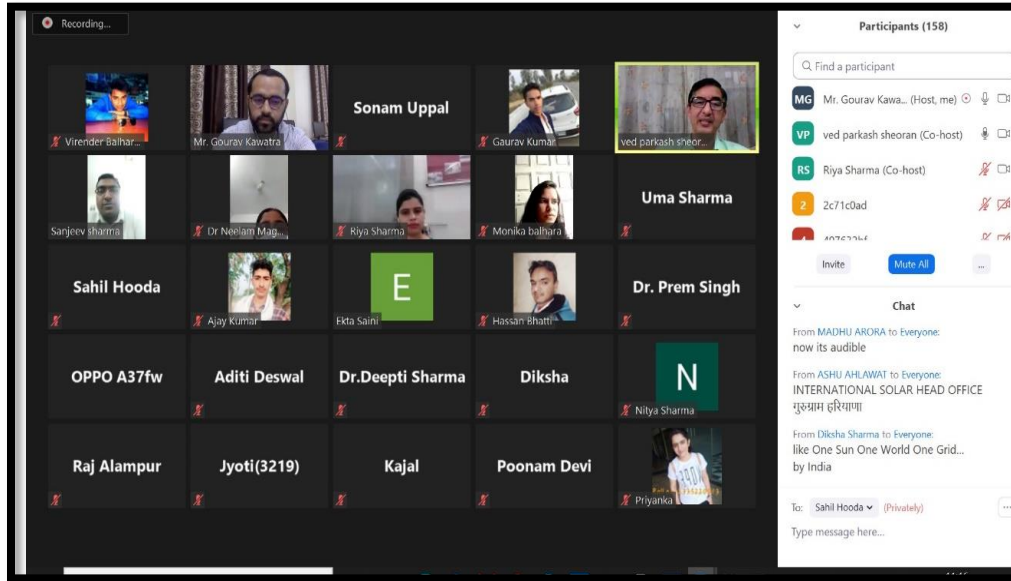 Recording...
Participants (158)
Find a participant
Virender Balhar...
Mr. Gourav Kawatra
Sonam Uppal
Gaurav Kumar
ved parkash sheor...
MG Mr. Gourav Kawa... (Host, me)
VP ved parkash sheoran (Co-host)
RS Riya Sharma (Co-host)
2 2c71c0ad
Sanjeev sharma
Dr Neelam Mag...
Riya Sharma
Monika balhara
Uma Sharma
Invite
Mute All
...
Sahil Hooda
Ajay Kumar
E
Ekta Saini
Hassan Bhatti
Dr. Prem Singh
Chat
From MADHU ARORA to Everyone:
now its audible
From ASHU AHLAWAT to Everyone:
INTERNATIONAL SOLAR HEAD OFFICE
गुरुग्राम हरियाणा
From Diksha Sharma to Everyone:
like One Sun One World One Grid...
by India
OPPO A37fw
Aditi Deswal
Dr.Deepti Sharma
Diksha
N
Nitya Sharma
Raj Alampur
Jyoti(3219)
Kajal
Poonam Devi
Priyanka
To: Sahil Hooda (Privately)
...
Type message here...